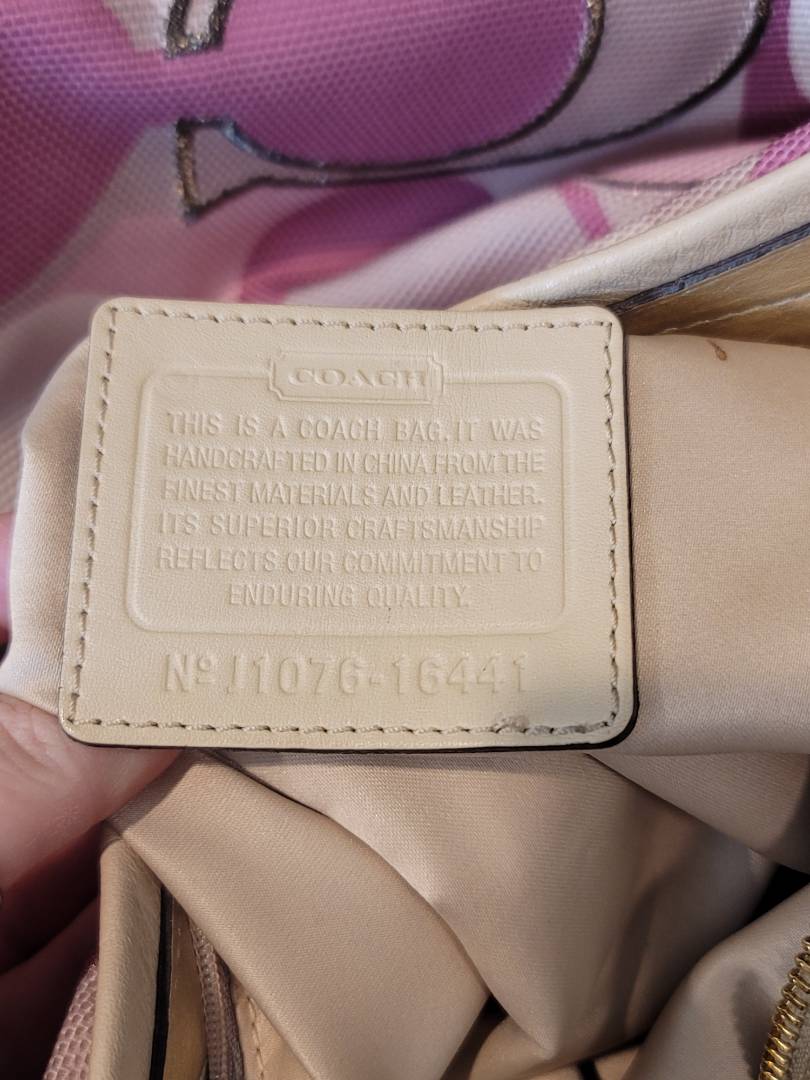 COACH
THIS IS A COACH BAG. IT WAS
HANDCRAFTED IN CHINA FROM THE
FINEST MATERIALS AND LEATHER.
ITS SUPERIOR CRAFTSMANSHIP
REFLECTS OUR COMMITMENT TO
ENDURING QUALITY.
Nº J1076-16441